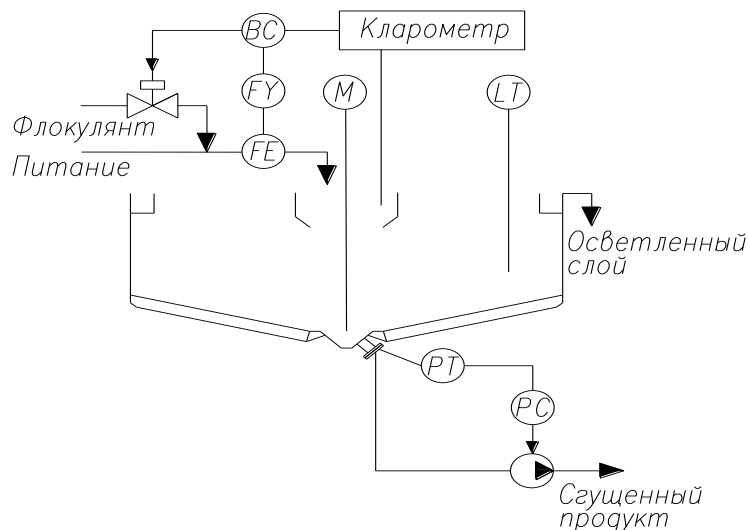 BC
Кларометр
FY
M
LT
Флокулянт
FE
Питание
Осветленный
слой
PT
PC
Сгущенный
продукт